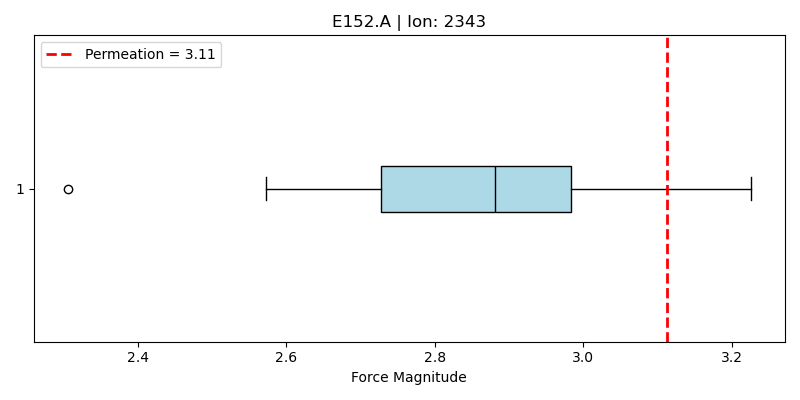 E152.A | Ion: 2343
Permeation = 3.11
1
2.4 2.6 2.8 3.0 3.2
Force Magnitude